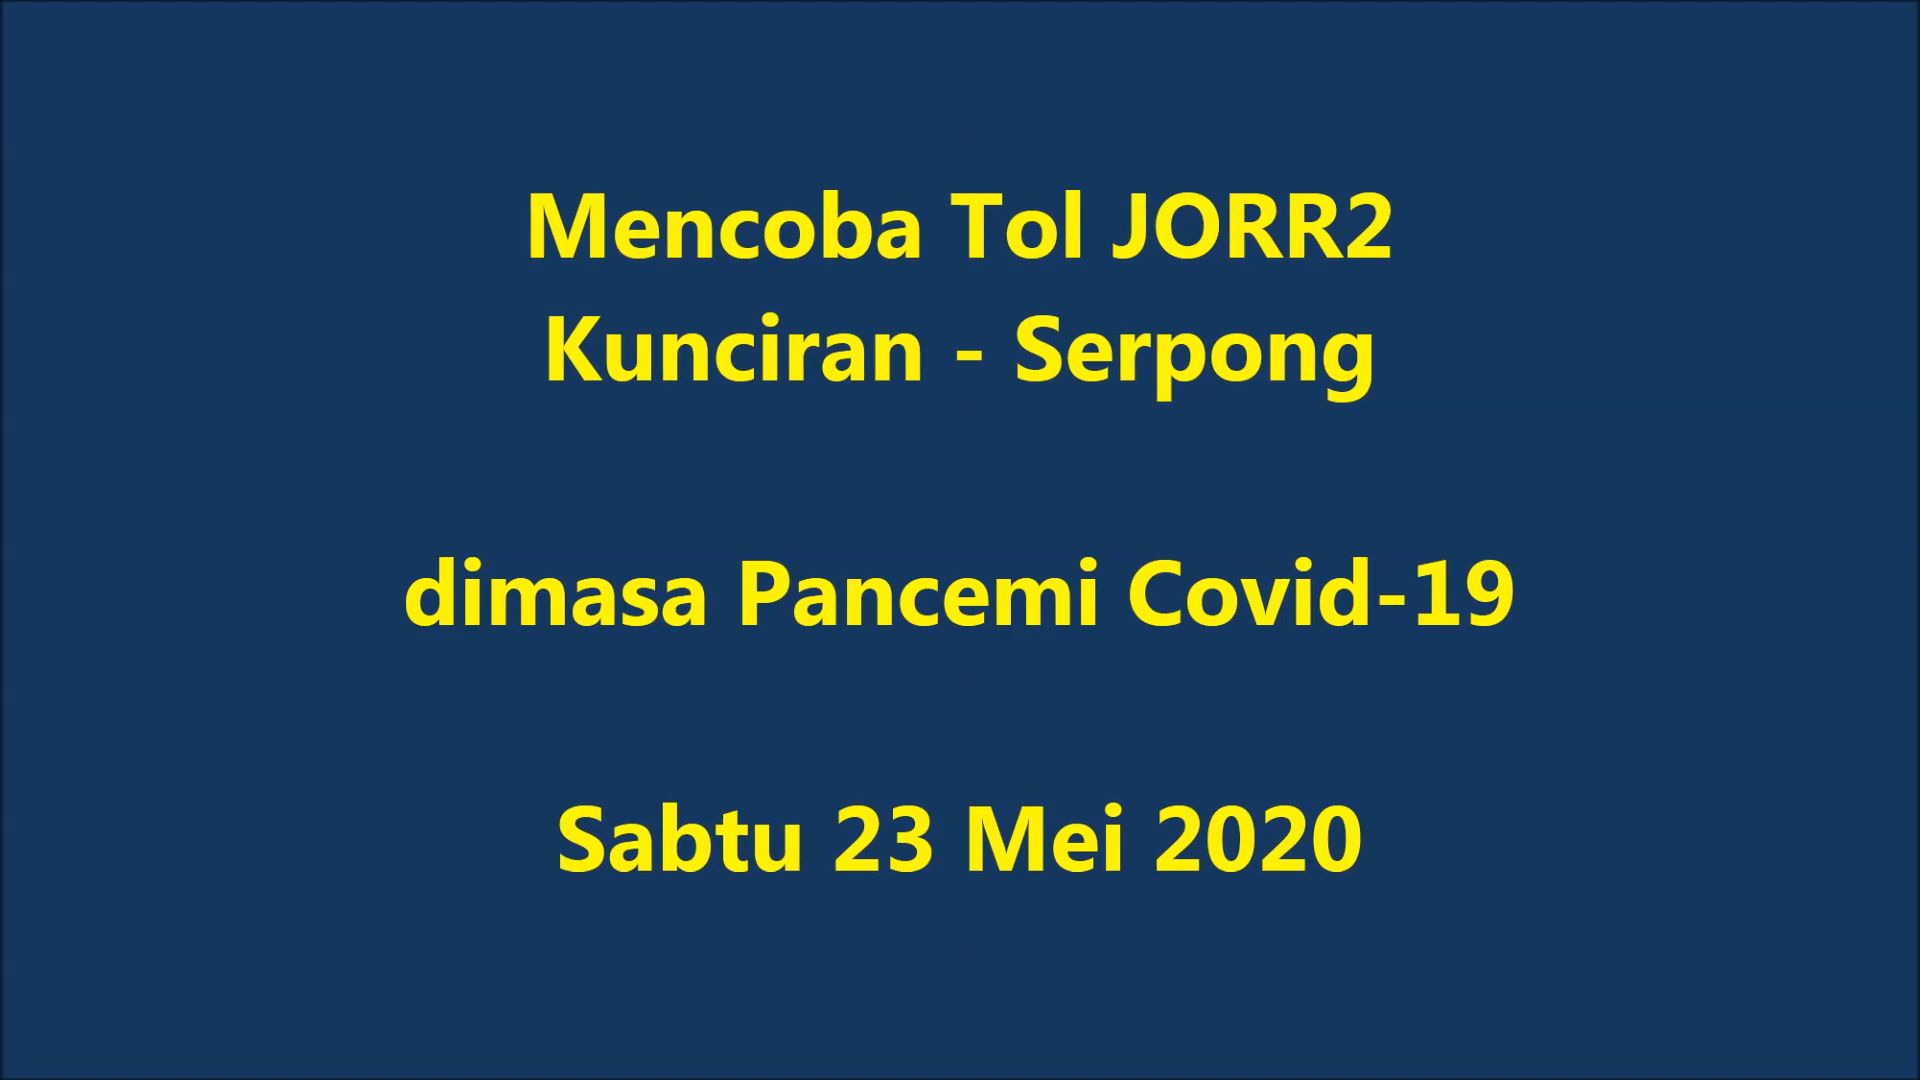 Mencoba Tol JORR2
Kunciran - Serpong
dimasa Pancemi Covid-19
Sabtu 23 Mei 2020